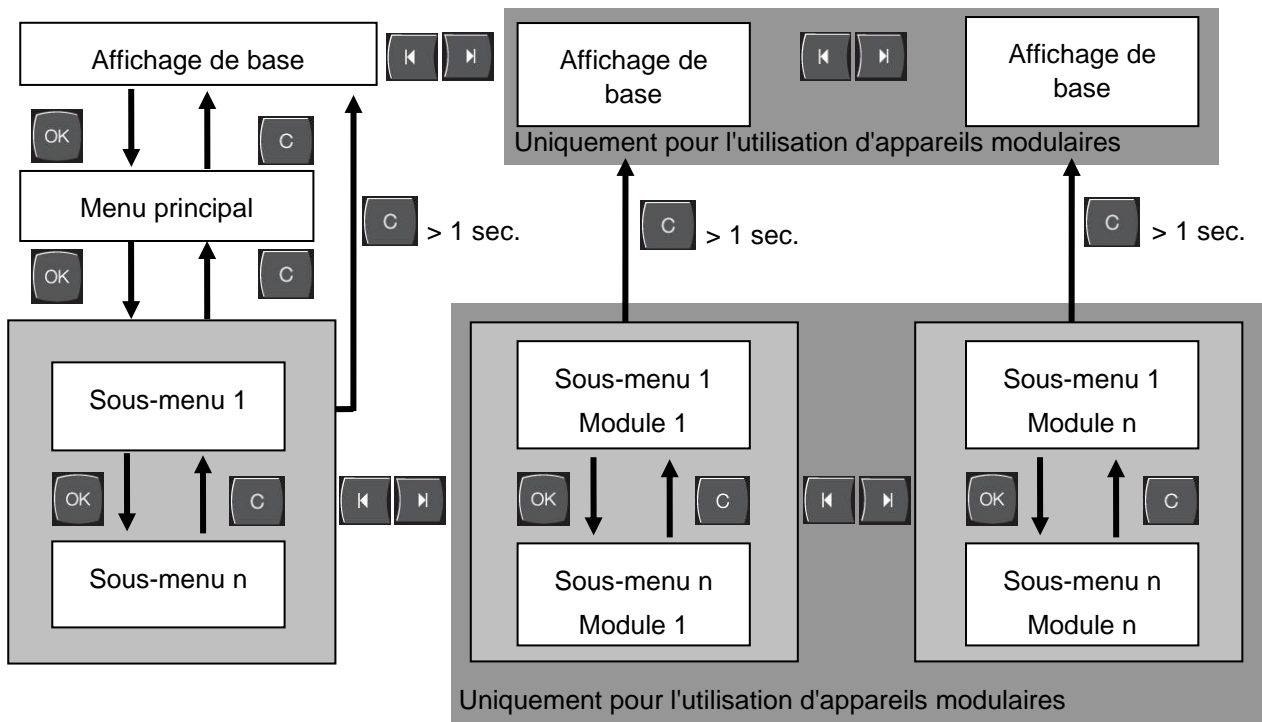 Affichage de base
Affichage de
base
Affichage de
base
Uniquement pour l'utilisation d'appareils modulaires
OK
C
Menu principal
C
> 1 sec.
C
> 1 sec.
C
> 1 sec.
OK
C
Sous-menu 1
Sous-menu 1
Module 1
Sous-menu 1
Module n
OK
C
OK
C
OK
C
Sous-menu n
Sous-menu n
Module 1
Sous-menu n
Module n
Uniquement pour l'utilisation d'appareils modulaires